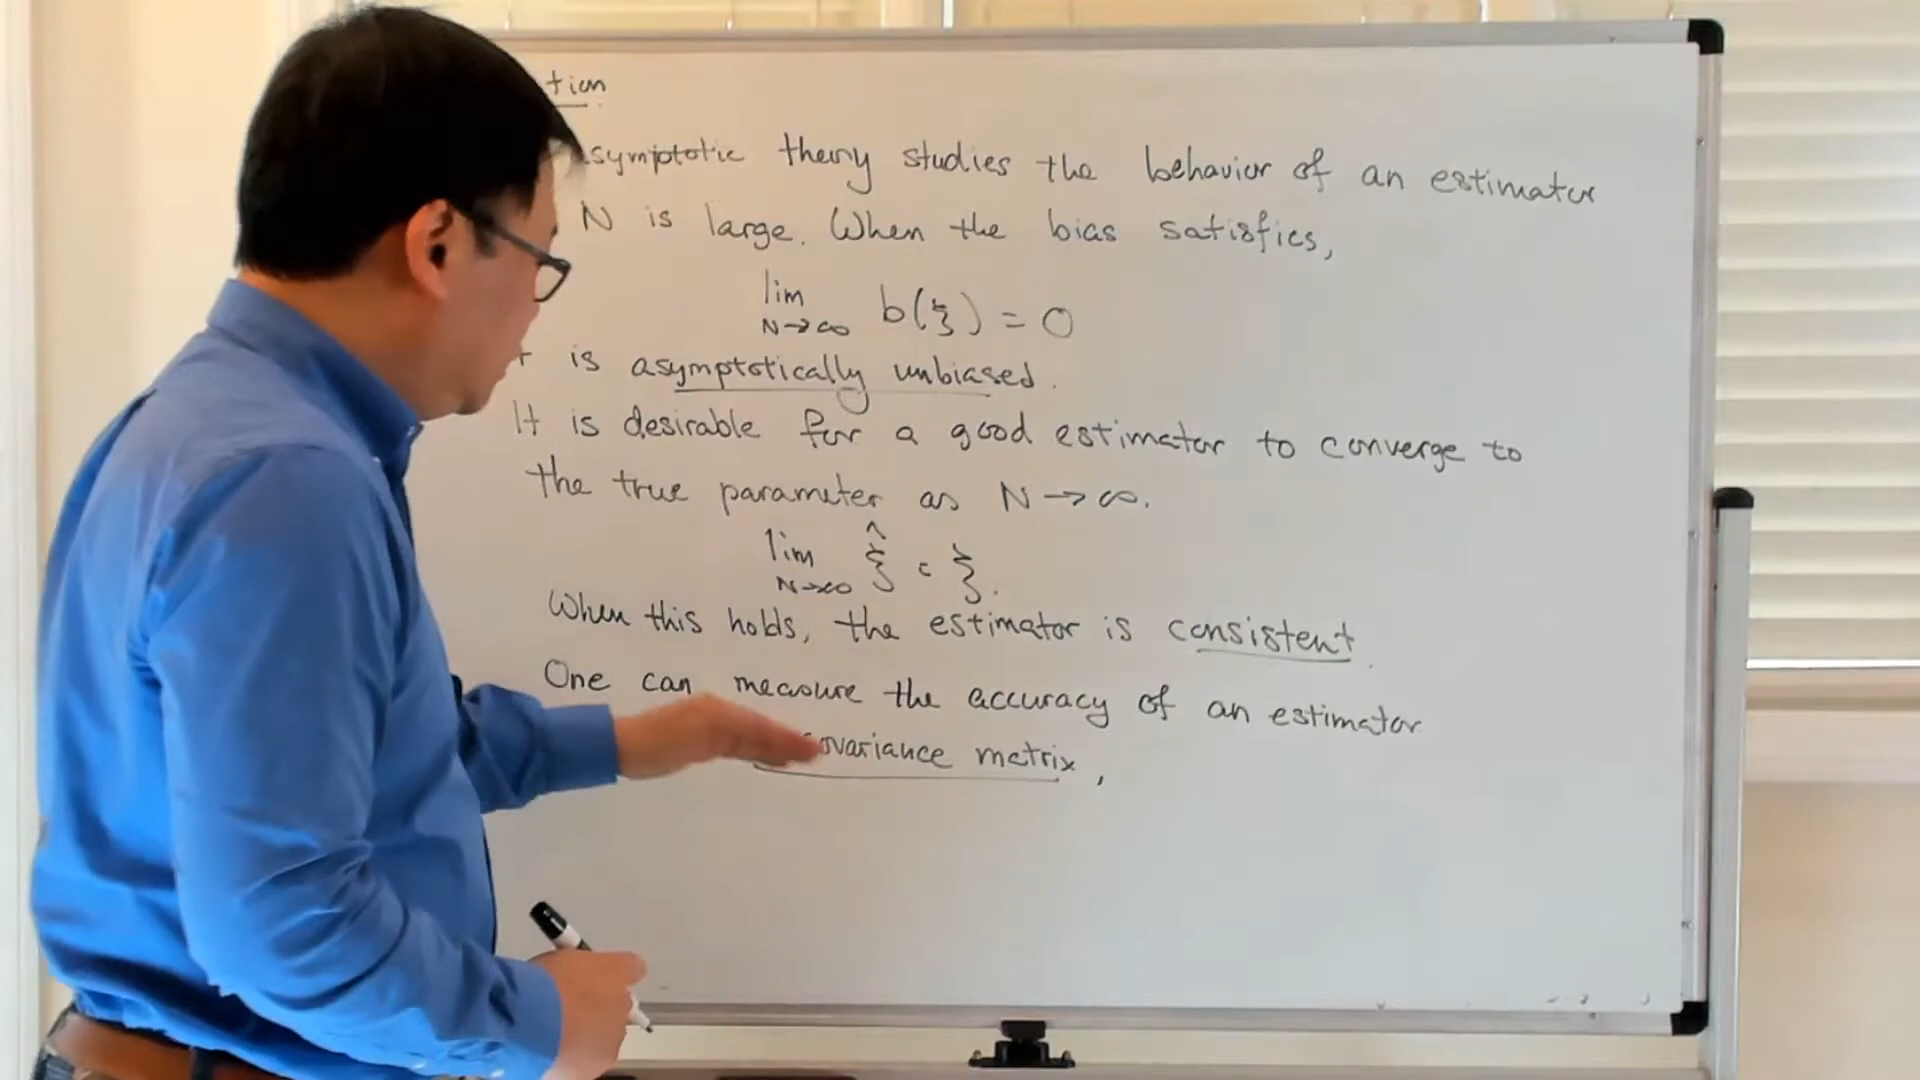 tion
symptotic theory studies the behavior of an estimator
N is large. When the bias satisfies,
lim N→∞ b(ξ) = 0
is asymptotically unbiased.
It is desirable for a good estimator to converge to
the true parameter as N → ∞.
lim N→∞ ξ̂ = ξ.
When this holds, the estimator is consistent.
One can measure the accuracy of an estimator
ovariance matrix,